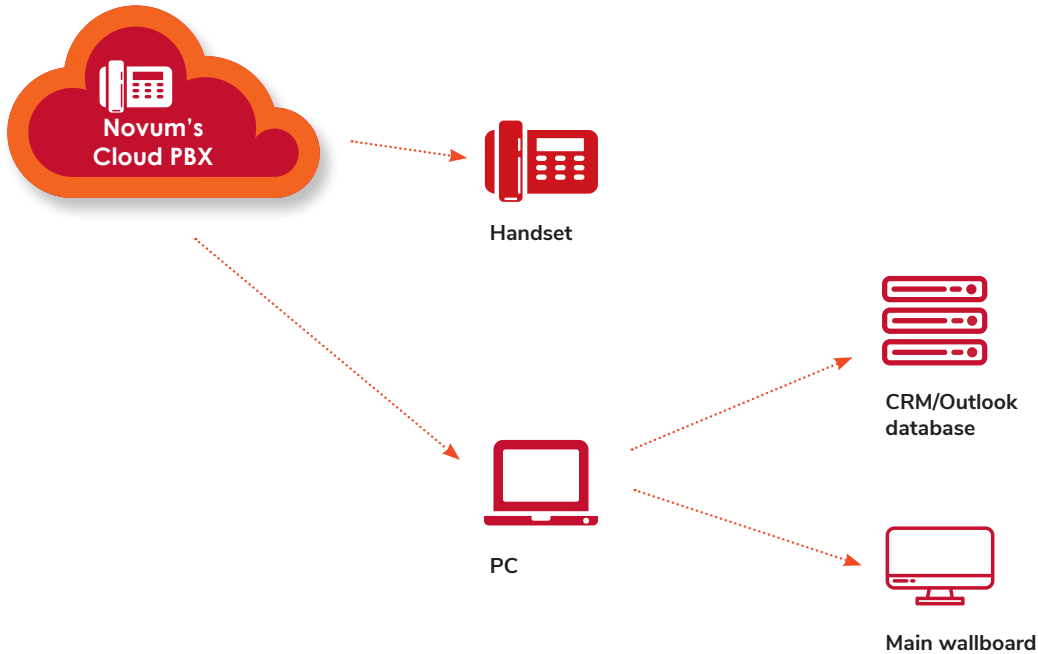 Novum's
Cloud PBX
Handset
CRM/Outlook
database
PC
Main wallboard